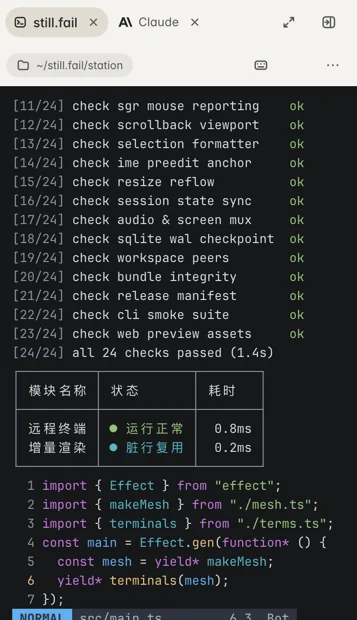 still.fail
Claude
~/still.fail/station
[11/24] check sgr mouse reporting ok
[12/24] check scrollback viewport ok
[13/24] check selection formatter ok
[14/24] check ime preedit anchor ok
[15/24] check resize reflow ok
[16/24] check session state sync ok
[17/24] check audio & screen mux ok
[18/24] check sqlite wal checkpoint ok
[19/24] check workspace peers ok
[20/24] check bundle integrity ok
[21/24] check release manifest ok
[22/24] check cli smoke suite ok
[23/24] check web preview assets ok
[24/24] all 24 checks passed (1.4s)
模块名称 状态 耗时
远程终端 ● 运行正常 0.8ms
增量渲染 ● 脏行复用 0.2ms
1 import { Effect } from "effect";
2 import { makeMesh } from "./mesh.ts";
3 import { terminals } from "./terms.ts";
4 const main = Effect.gen(function* () {
5   const mesh = yield* makeMesh;
6   yield* terminals(mesh);
7 });
NORMAL src/main.ts 6,3 Bot